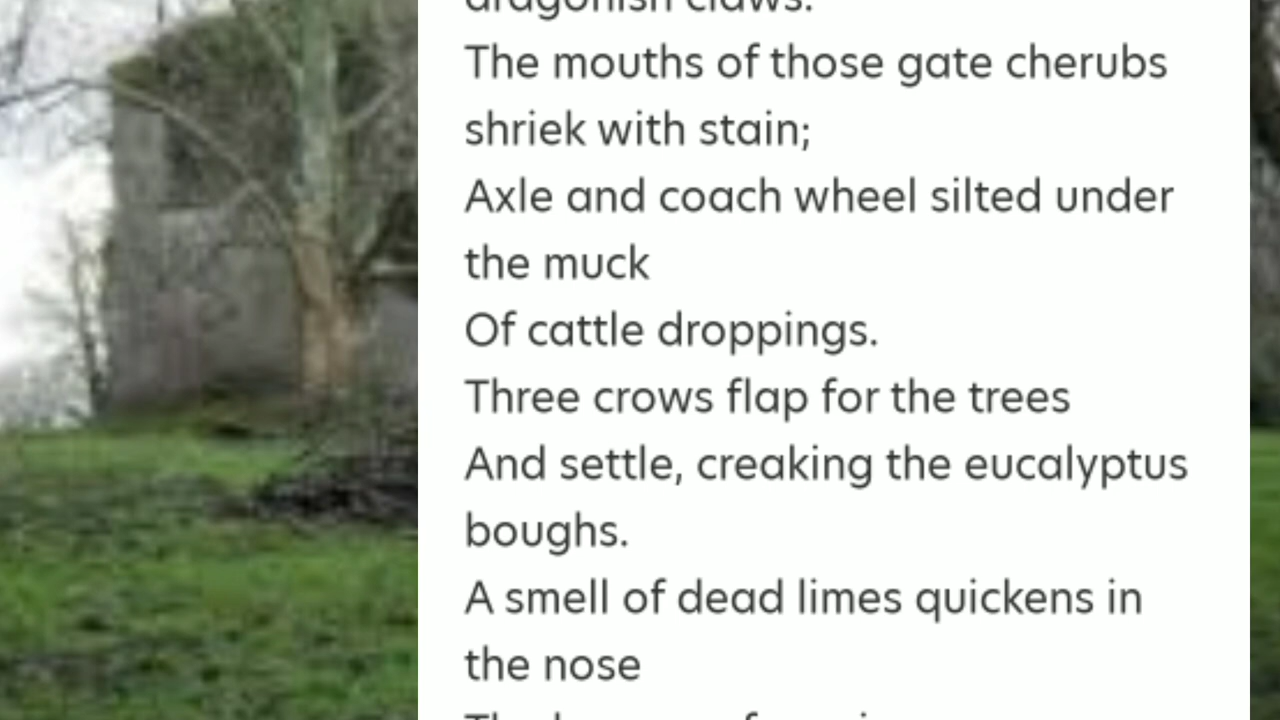 dragonish claws.
The mouths of those gate cherubs
shriek with stain;
Axle and coach wheel silted under
the muck
Of cattle droppings.
Three crows flap for the trees
And settle, creaking the eucalyptus
boughs.
A smell of dead limes quickens in
the nose